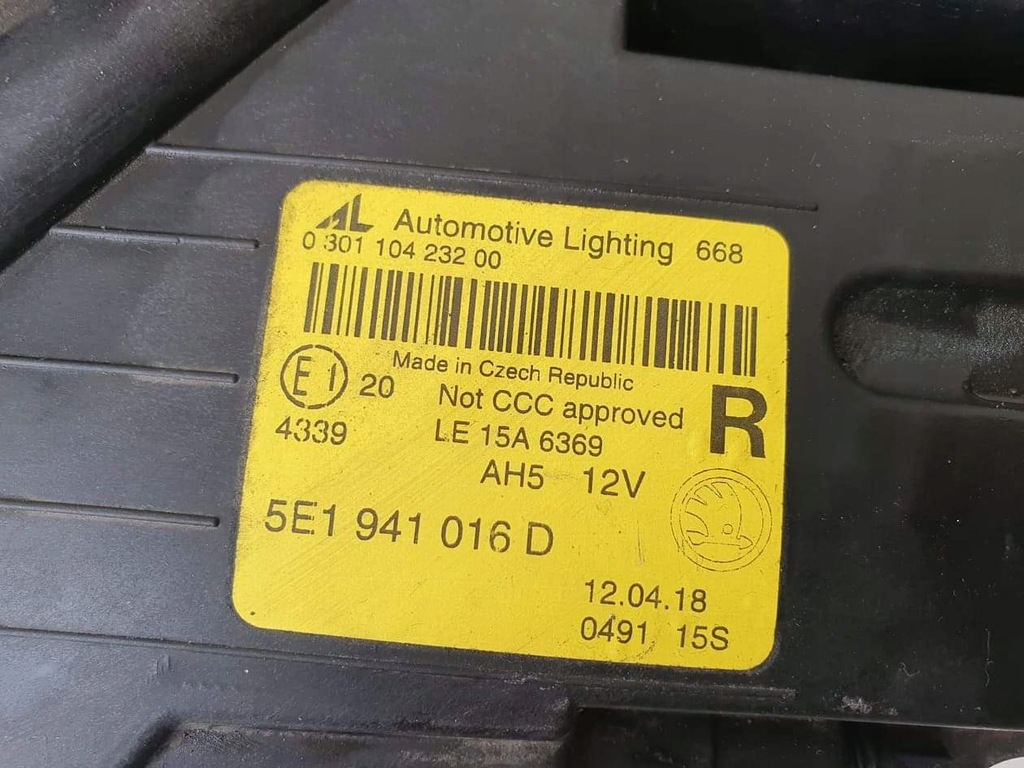 AL Automotive Lighting 668
0 301 104 232 00
Made in Czech Republic
E1 20 Not CCC approved R
4339 LE 15A 6369
AH5 12V
5E1 941 016 D
12.04.18
0491 15S